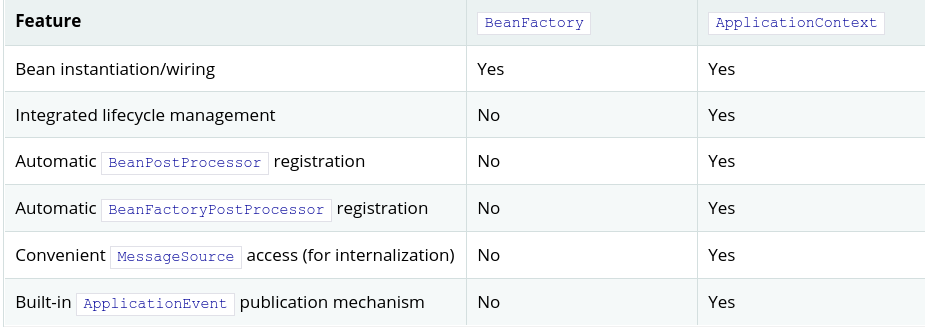 Feature BeanFactory ApplicationContext
Bean instantiation/wiring Yes Yes
Integrated lifecycle management No Yes
Automatic BeanPostProcessor registration No Yes
Automatic BeanFactoryPostProcessor registration No Yes
Convenient MessageSource access (for internalization) No Yes
Built-in ApplicationEvent publication mechanism No Yes